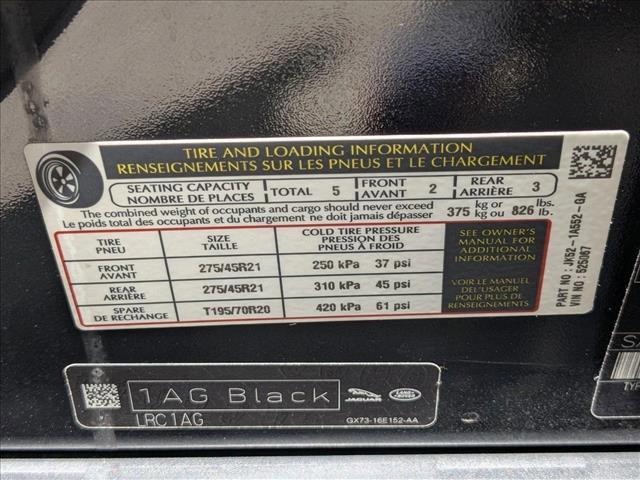 TIRE AND LOADING INFORMATION
RENSEIGNEMENTS SUR LES PNEUS ET LE CHARGEMENT
SEATING CAPACITY
NOMBRE DE PLACES
TOTAL 5
FRONT
AVANT 2
REAR
ARRIÈRE 3
The combined weight of occupants and cargo should never exceed
Le poids total des occupants et du chargement ne doit jamais dépasser
375 kg or 826 lbs.
kg ou lb.
TIRE
PNEU
SIZE
TAILLE
COLD TIRE PRESSURE
PRESSION DES
PNEUS À FROID
FRONT
AVANT
275/45R21
250 kPa 37 psi
REAR
ARRIÈRE
275/45R21
310 kPa 45 psi
SPARE
DE RECHANGE
T195/70R20
420 kPa 61 psi
SEE OWNER'S
MANUAL FOR
ADDITIONAL
INFORMATION
VOIR LE MANUEL
DE L'USAGER
POUR PLUS DE
RENSEIGNEMENTS
PART NO : JK52-1A552-GA
VIN NO : 525067
1AG Black
LRC1AG
JAGUAR
LAND ROVER
GX73-16E152-AA
SA
TYP